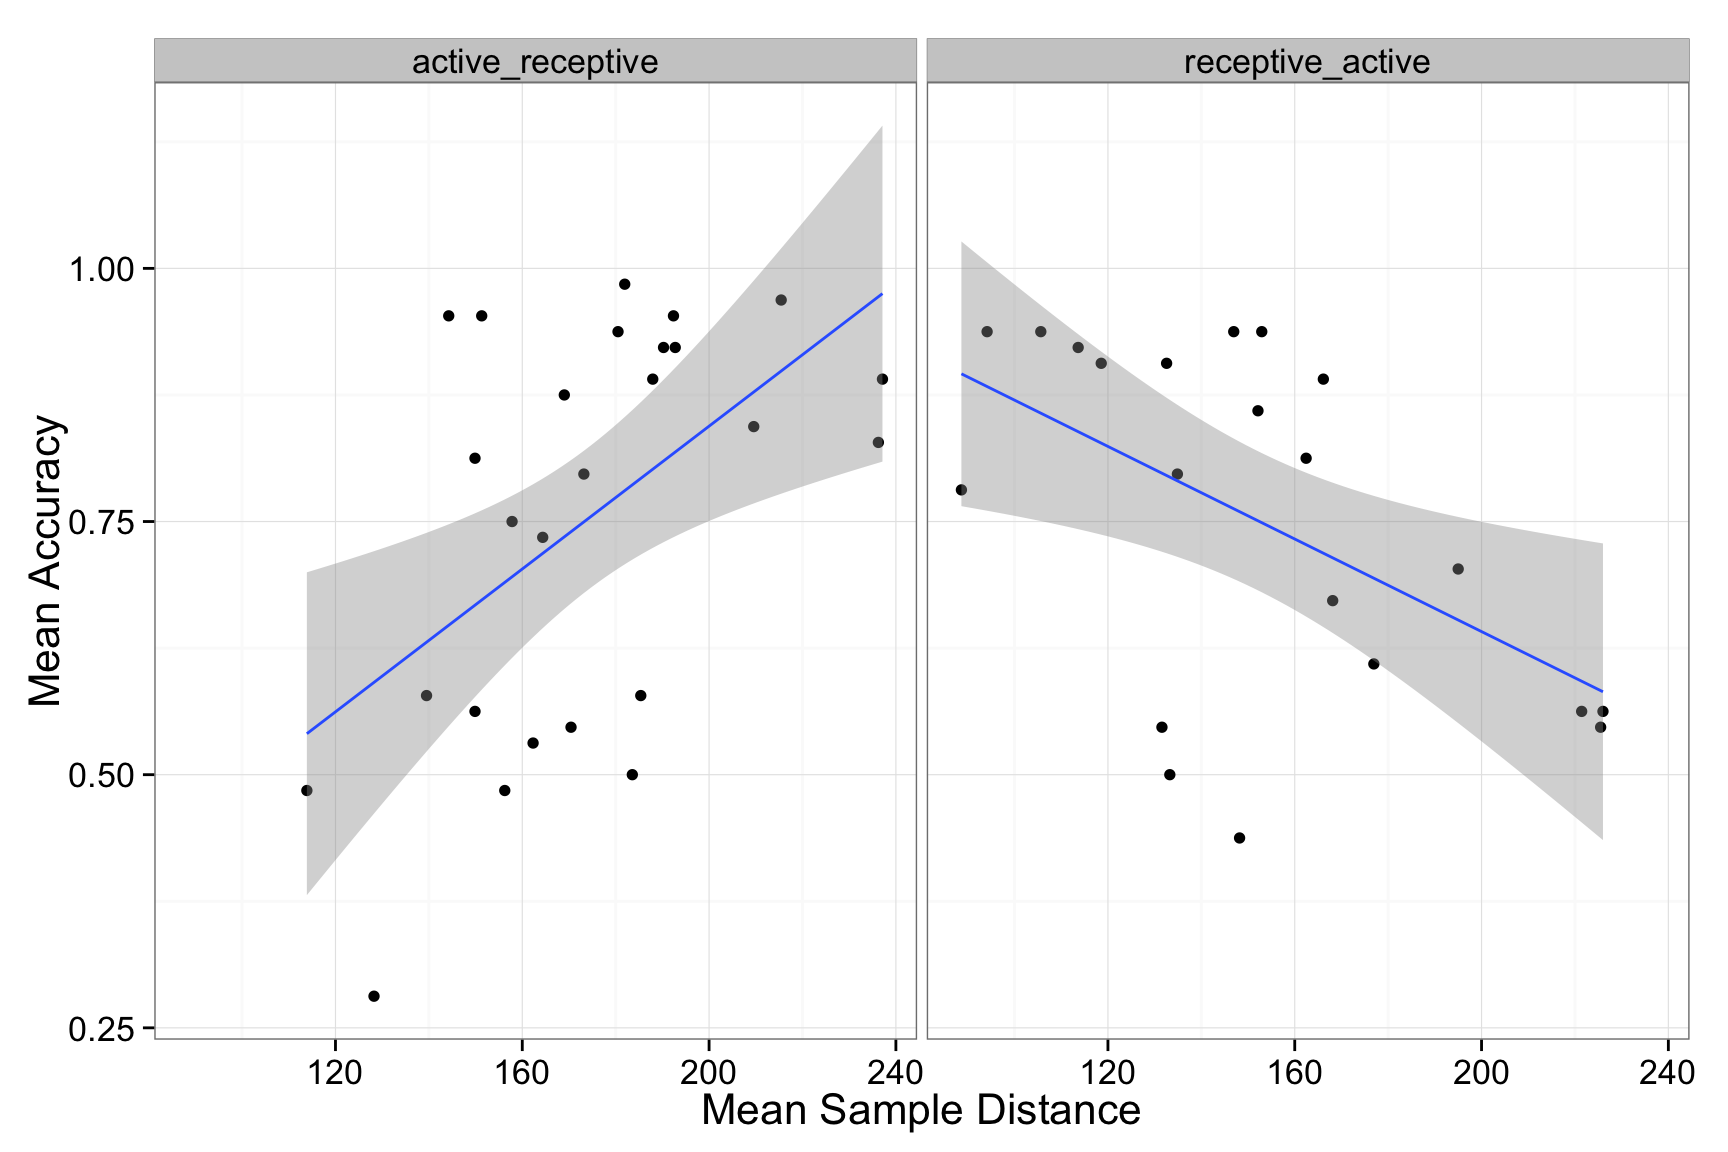 active_receptive
receptive_active
Mean Accuracy
1.00
0.75
0.50
0.25
120 160 200 240
120 160 200 240
Mean Sample Distance